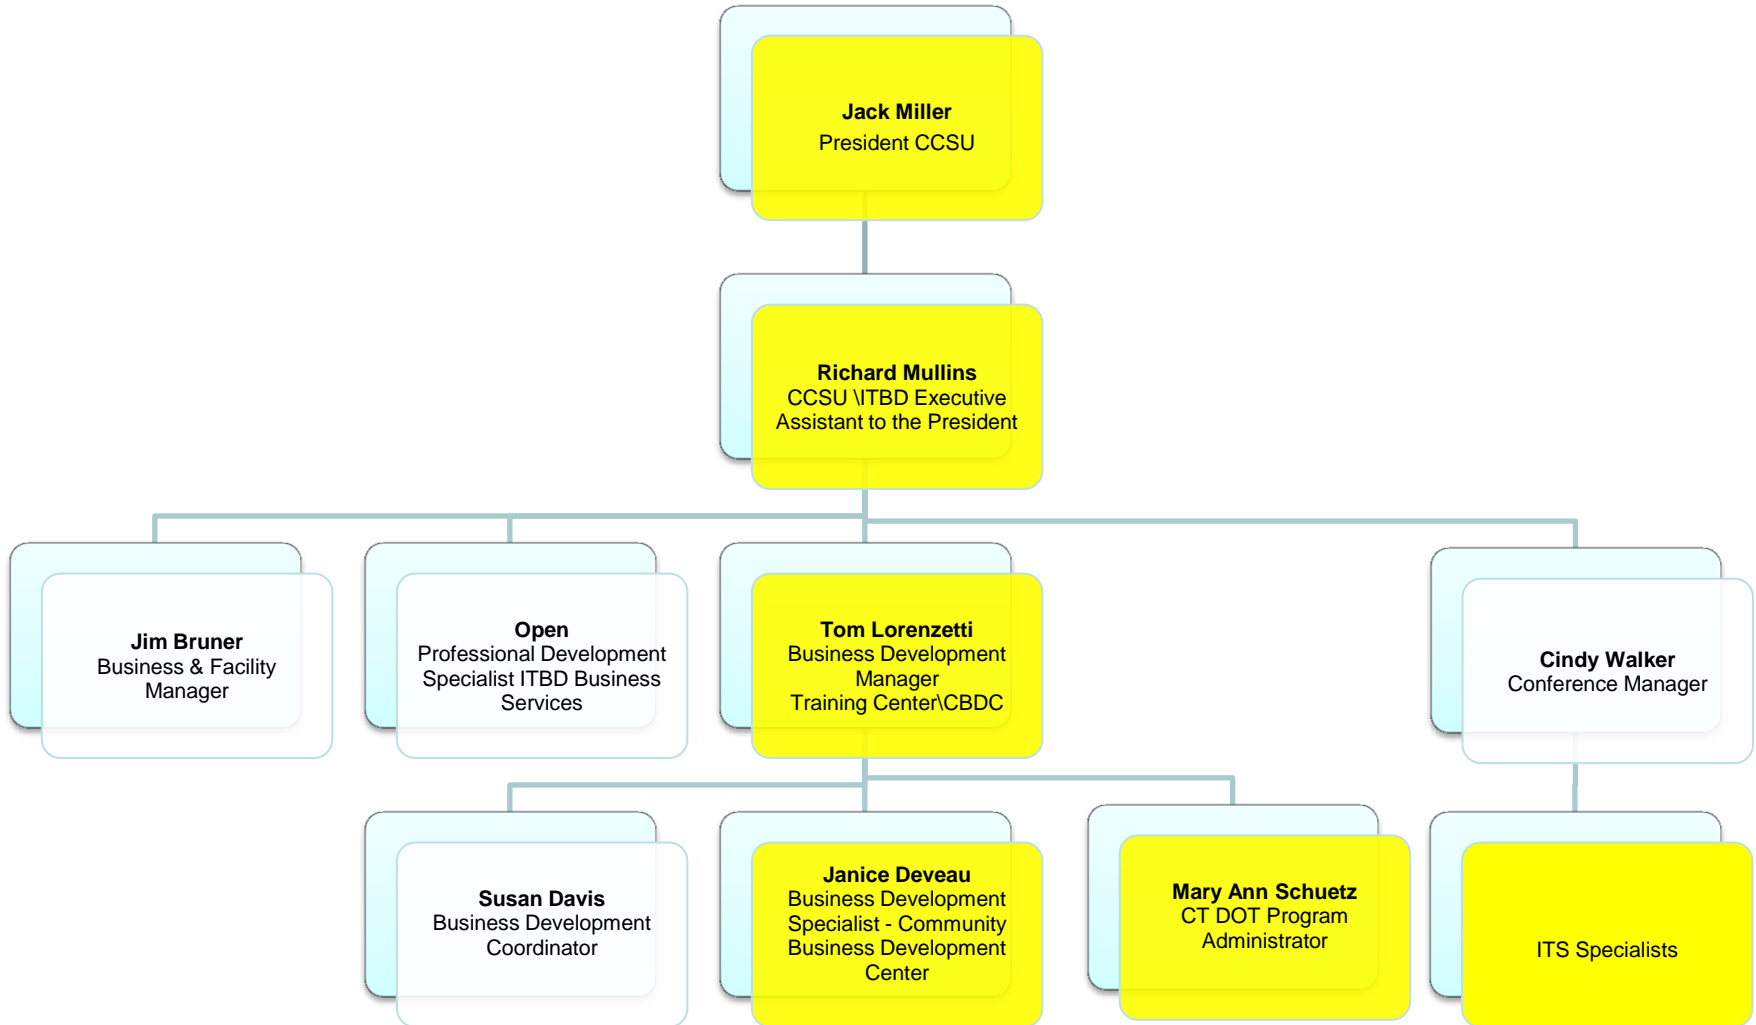 Jack Miller
President CCSU
Richard Mullins
CCSU \ITBD Executive
Assistant to the President
Jim Bruner
Business & Facility
Manager
Open
Professional Development
Specialist ITBD Business
Services
Tom Lorenzetti
Business Development
Manager
Training Center\CBDC
Cindy Walker
Conference Manager
Susan Davis
Business Development
Coordinator
Janice Deveau
Business Development
Specialist - Community
Business Development
Center
Mary Ann Schuetz
CT DOT Program
Administrator
ITS Specialists